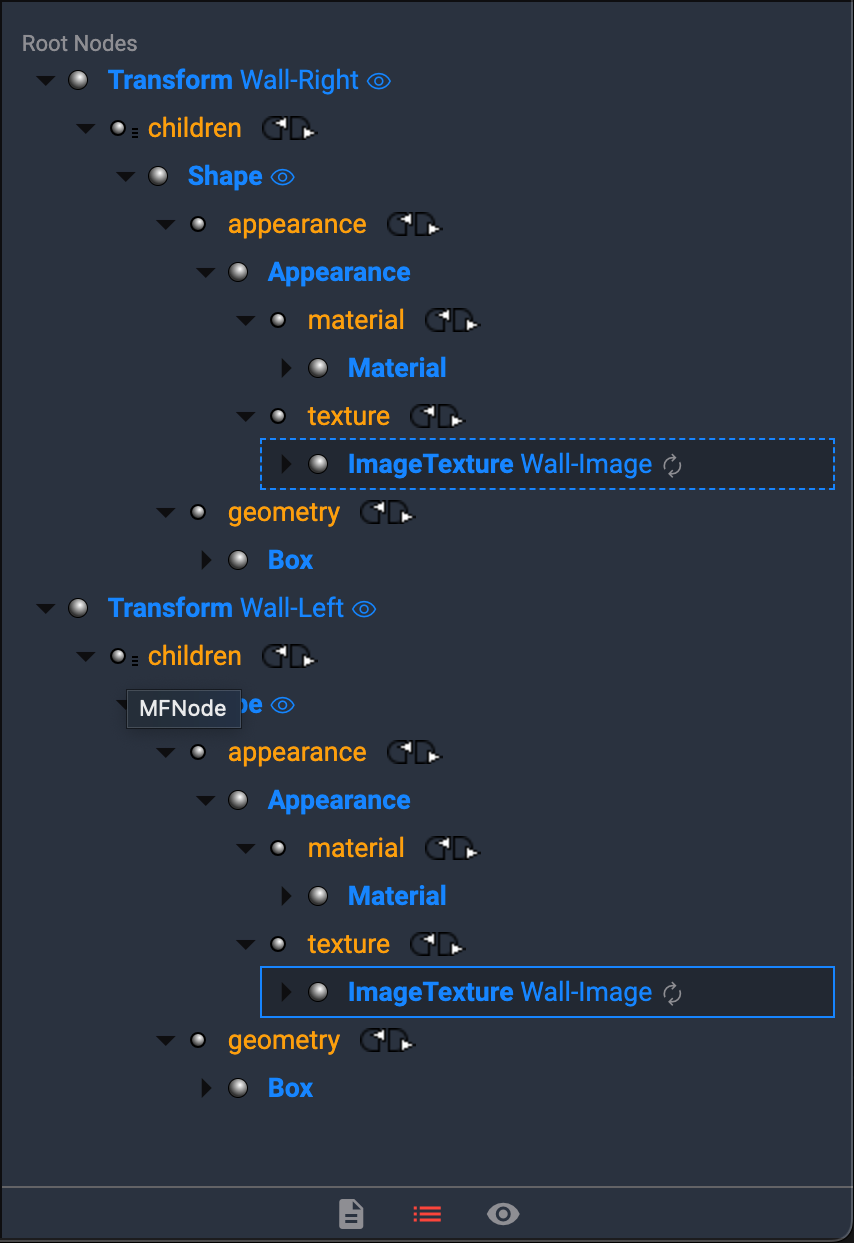 Root Nodes
Transform Wall-Right
children
Shape
appearance
Appearance
material
Material
texture
ImageTexture Wall-Image
geometry
Box
Transform Wall-Left
children
MFNode pe
appearance
Appearance
material
Material
texture
ImageTexture Wall-Image
geometry
Box